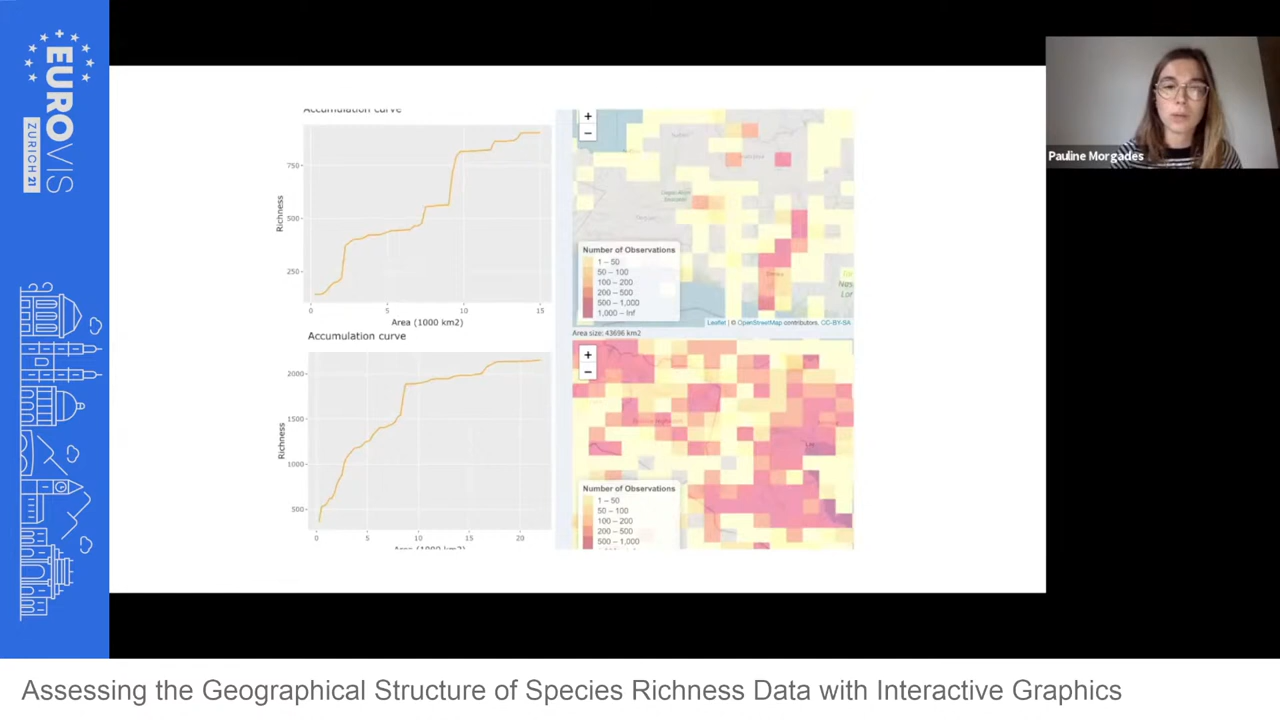 EUROVIS
ZURICH 21
Accumulation curve
Richness
750
500
250
0
5
10
15
Area (1000 km2)
+
−
Number of Observations
1 – 50
50 – 100
100 – 200
200 – 500
500 – 1,000
1,000 – Inf
Leaflet | © OpenStreetMap contributors, CC-BY-SA
Accumulation curve
Richness
2000
1500
1000
500
0
5
10
15
20
Area (1000 km2)
Area size: 43696 km2
+
−
Number of Observations
1 – 50
50 – 100
100 – 200
200 – 500
500 – 1,000
Pauline Morgades
Assessing the Geographical Structure of Species Richness Data with Interactive Graphics